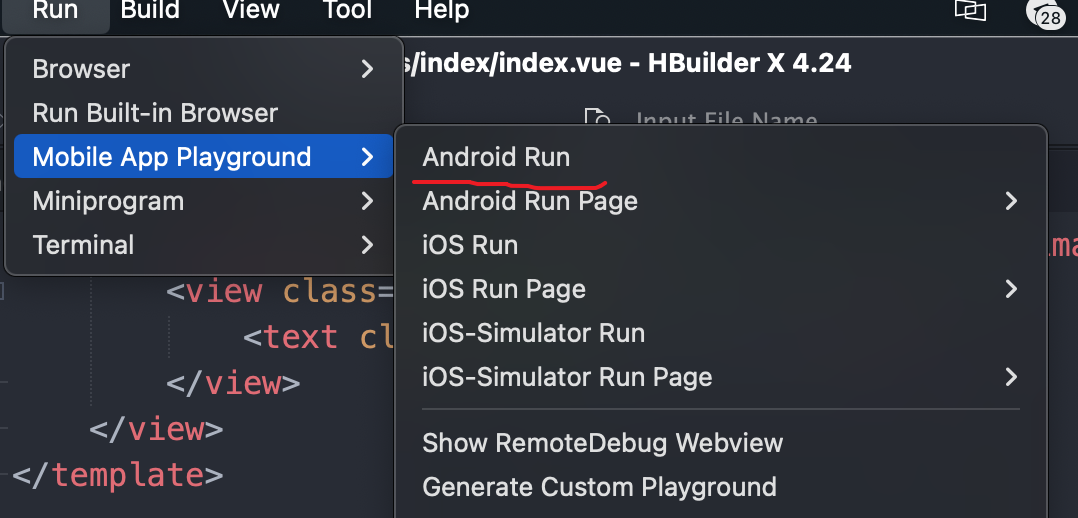 Run Build View Tool Help
28
s/index/index.vue - HBuilder X 4.24
Input File Name
Browser
Run Built-in Browser
Mobile App Playground
Miniprogram
Terminal
Android Run
Android Run Page
iOS Run
iOS Run Page
iOS-Simulator Run
iOS-Simulator Run Page
Show RemoteDebug Webview
Generate Custom Playground
ma
<view class=
<text cl
</view>
</view>
</template>